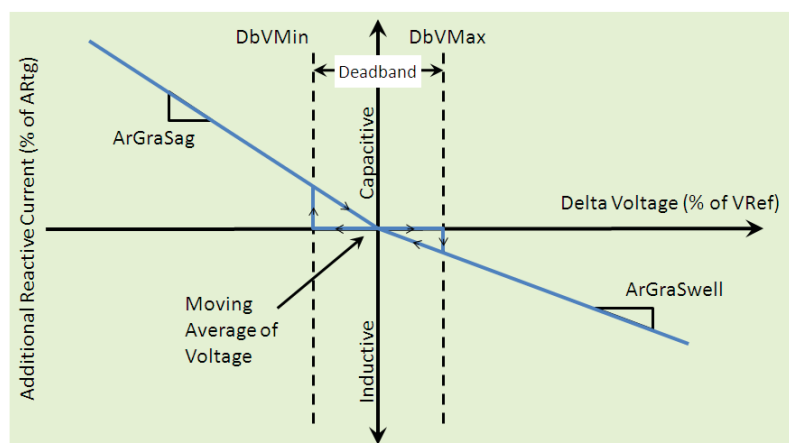 DbVMin
DbVMax
Deadband
ArGraSag
Additional Reactive Current (% of ARtg)
Capacitive
Delta Voltage (% of VRef)
Moving
Average of
Voltage
ArGraSwell
Inductive